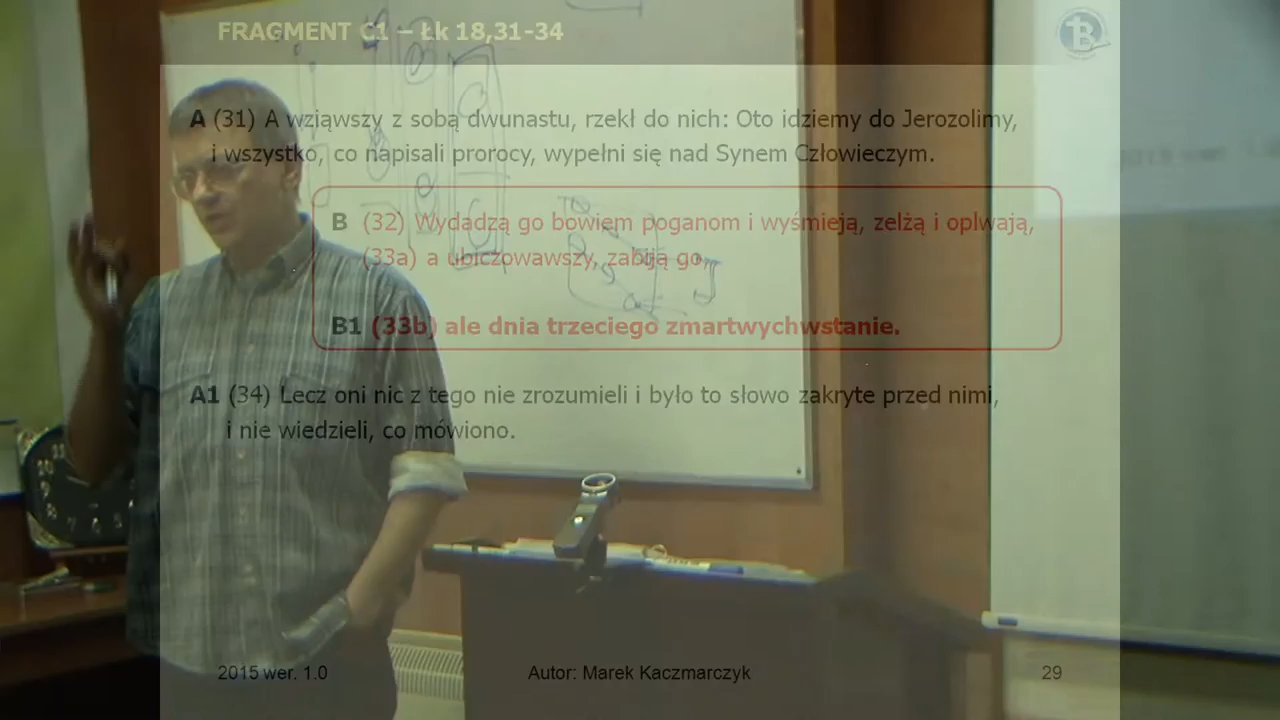 FRAGMENT C1 – Łk 18,31-34
A (31) A wziąwszy z sobą dwunastu, rzekł do nich: Oto idziemy do Jerozolimy,
i wszystko, co napisali prorocy, wypełni się nad Synem Człowieczym.
B (32) Wydadzą go bowiem poganom i wyśmieją, zelżą i oplwają,
(33a) a ubiczowawszy, zabiją go,
B1 (33b) ale dnia trzeciego zmartwychwstanie.
A1 (34) Lecz oni nic z tego nie zrozumieli i było to słowo zakryte przed nimi,
i nie wiedzieli, co mówiono.
2015 wer. 1.0 Autor: Marek Kaczmarczyk 29